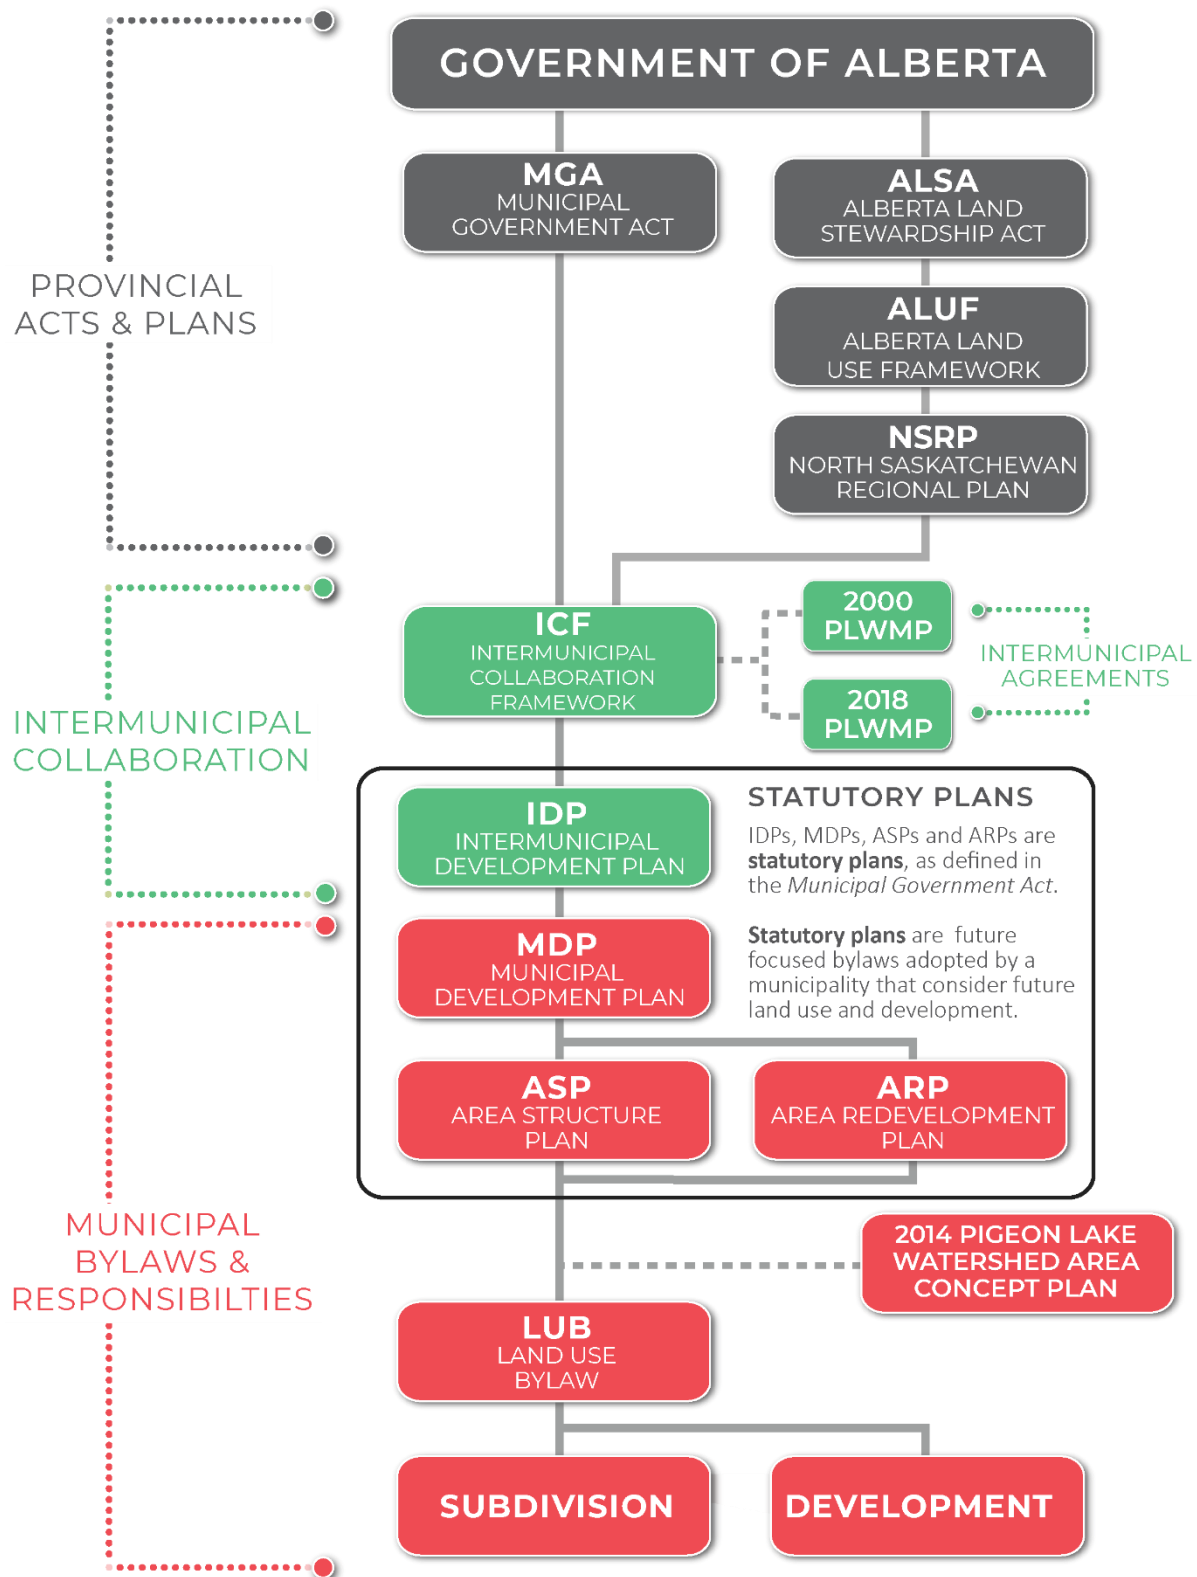 GOVERNMENT OF ALBERTA
MGA
MUNICIPAL
GOVERNMENT ACT
ALSA
ALBERTA LAND
STEWARDSHIP ACT
PROVINCIAL
ACTS & PLANS
ALUF
ALBERTA LAND
USE FRAMEWORK
NSRP
NORTH SASKATCHEWAN
REGIONAL PLAN
ICF
INTERMUNICIPAL
COLLABORATION
FRAMEWORK
2000
PLWMP
2018
PLWMP
INTERMUNICIPAL
AGREEMENTS
INTERMUNICIPAL
COLLABORATION
IDP
INTERMUNICIPAL
DEVELOPMENT PLAN
STATUTORY PLANS
IDPs, MDPs, ASPs and ARPs are
statutory plans, as defined in
the Municipal Government Act.
Statutory plans are future
focused bylaws adopted by a
municipality that consider future
land use and development.
MDP
MUNICIPAL
DEVELOPMENT PLAN
ASP
AREA STRUCTURE
PLAN
ARP
AREA REDEVELOPMENT
PLAN
MUNICIPAL
BYLAWS &
RESPONSIBILTIES
2014 PIGEON LAKE
WATERSHED AREA
CONCEPT PLAN
LUB
LAND USE
BYLAW
SUBDIVISION
DEVELOPMENT